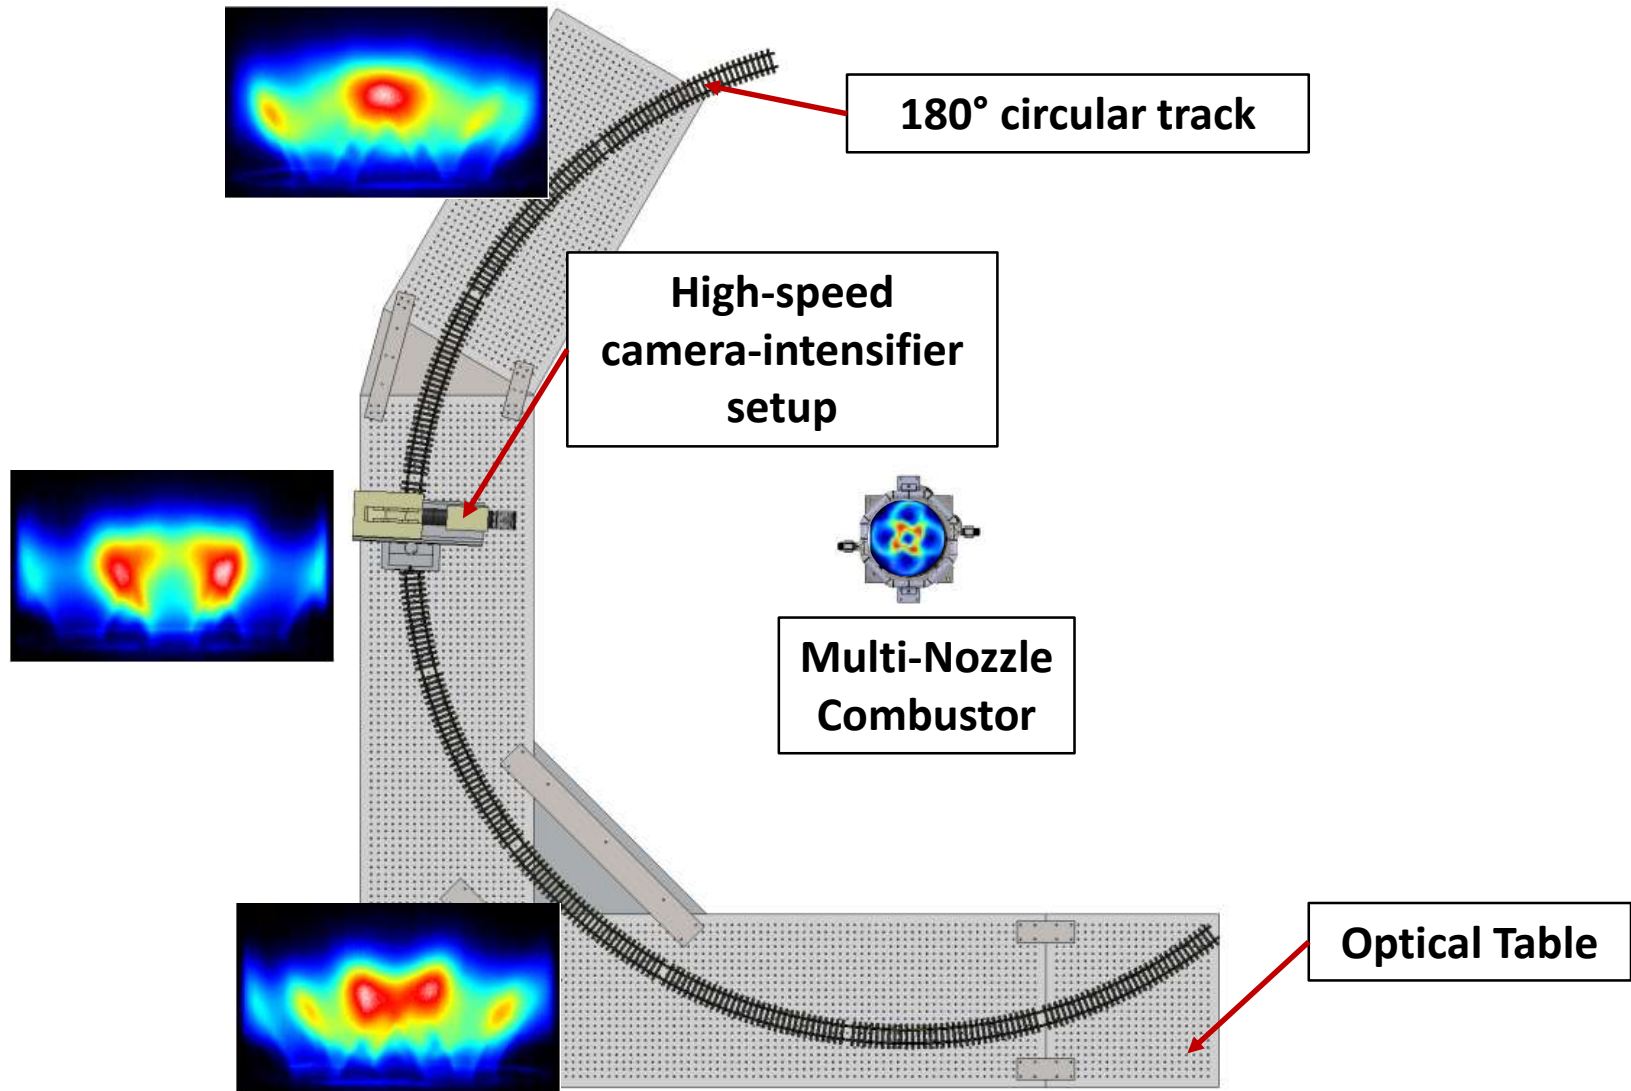 180° circular track
High-speed
camera-intensifier
setup
Multi-Nozzle
Combustor
Optical Table